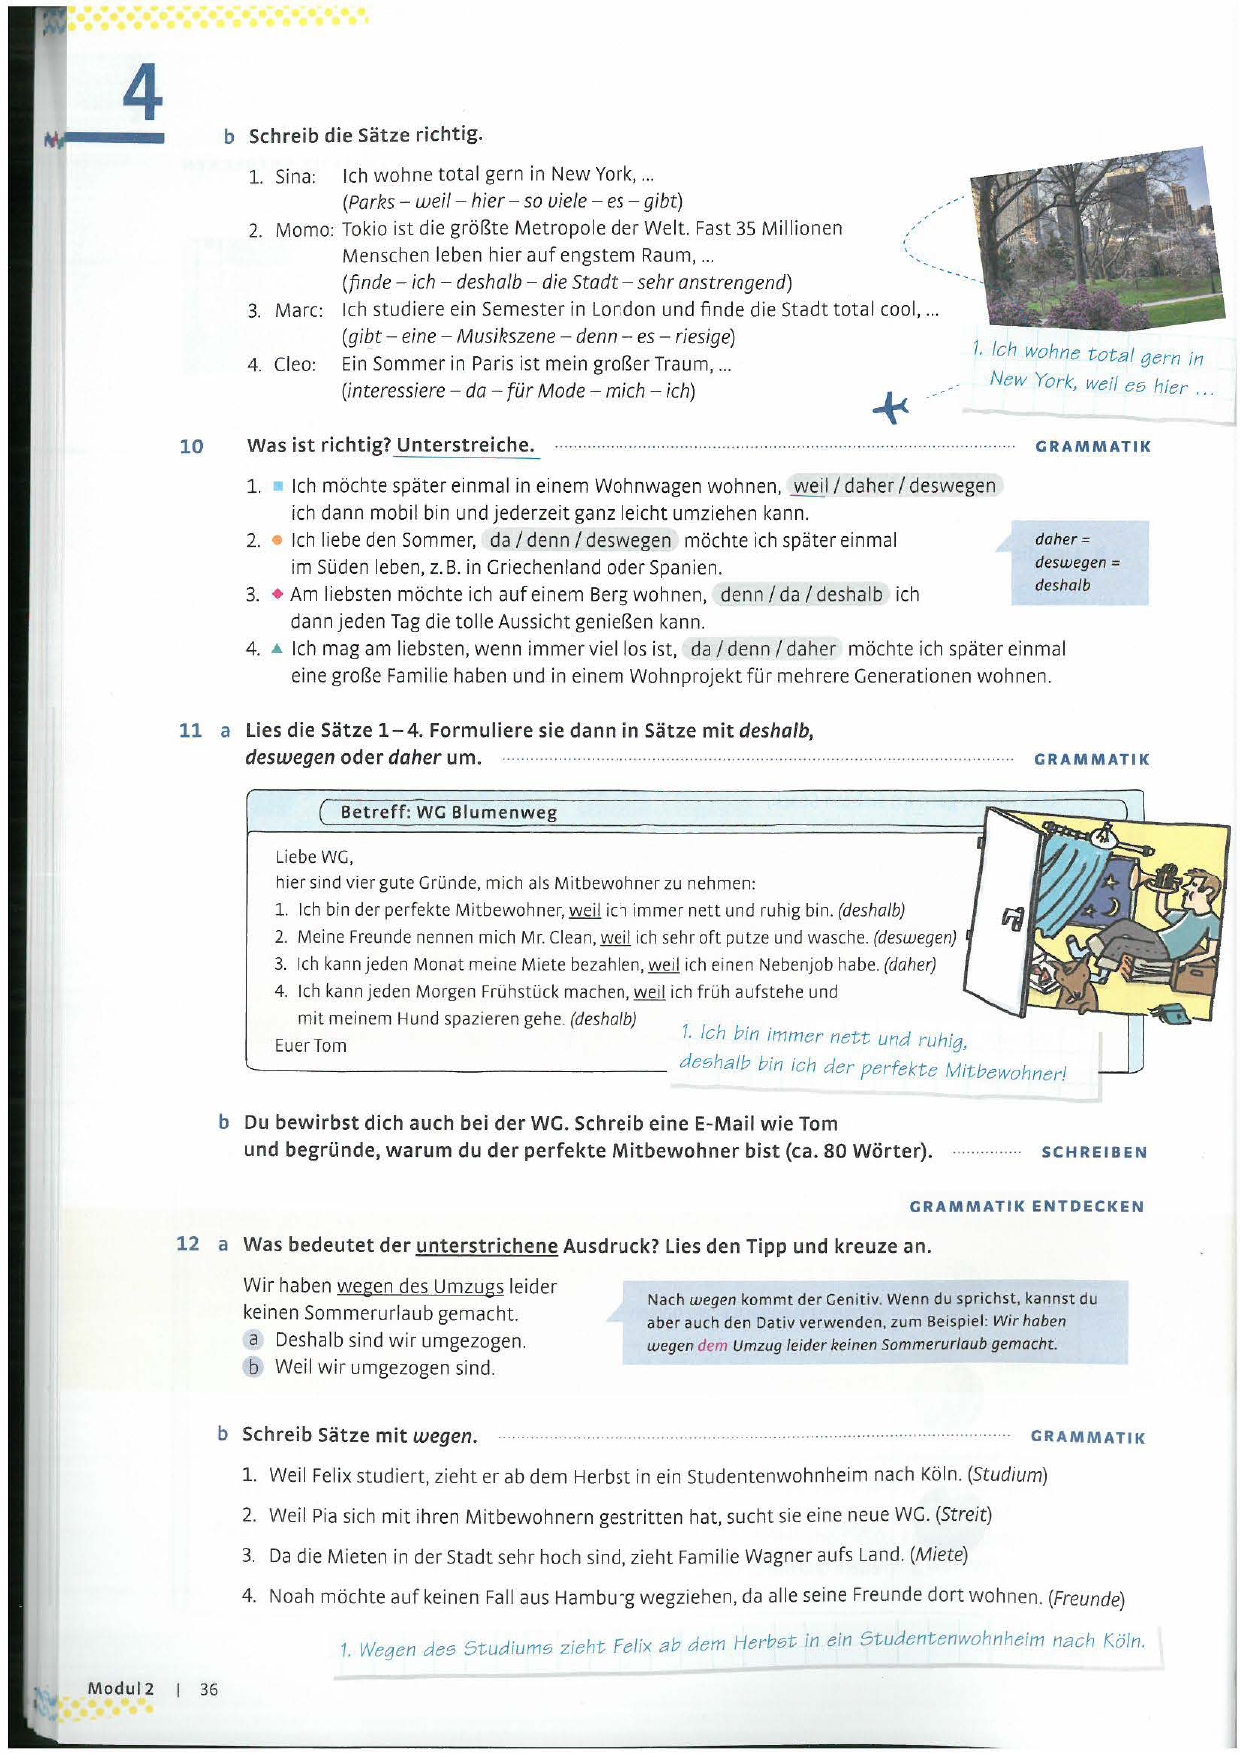 4
b Schreib die Sätze richtig.
1. Sina: Ich wohne total gern in New York, ...
(Parks – weil – hier – so viele – es – gibt)
2. Momo: Tokio ist die größte Metropole der Welt. Fast 35 Millionen
Menschen leben hier auf engstem Raum, ...
(finde – ich – deshalb – die Stadt – sehr anstrengend)
3. Marc: Ich studiere ein Semester in London und finde die Stadt total cool, ...
(gibt – eine – Musikszene – denn – es – riesige)
4. Cleo: Ein Sommer in Paris ist mein großer Traum, ...
(interessiere – da – für Mode – mich – ich)
1. Ich wohne total gern in
New York, weil es hier ...
10 Was ist richtig? Unterstreiche. GRAMMATIK
1. Ich möchte später einmal in einem Wohnwagen wohnen, weil / daher / deswegen
ich dann mobil bin und jederzeit ganz leicht umziehen kann.
2. Ich liebe den Sommer, da / denn / deswegen möchte ich später einmal
im Süden leben, z.B. in Griechenland oder Spanien.
3. Am liebsten möchte ich auf einem Berg wohnen, denn / da / deshalb ich
dann jeden Tag die tolle Aussicht genießen kann.
4. Ich mag am liebsten, wenn immer viel los ist, da / denn / daher möchte ich später einmal
eine große Familie haben und in einem Wohnprojekt für mehrere Generationen wohnen.
daher =
deswegen =
deshalb
11 a Lies die Sätze 1–4. Formuliere sie dann in Sätze mit deshalb,
deswegen oder daher um. GRAMMATIK
Betreff: WG Blumenweg
Liebe WG,
hier sind vier gute Gründe, mich als Mitbewohner zu nehmen:
1. Ich bin der perfekte Mitbewohner, weil ich immer nett und ruhig bin. (deshalb)
2. Meine Freunde nennen mich Mr. Clean, weil ich sehr oft putze und wasche. (deswegen)
3. Ich kann jeden Monat meine Miete bezahlen, weil ich einen Nebenjob habe. (daher)
4. Ich kann jeden Morgen Frühstück machen, weil ich früh aufstehe und
mit meinem Hund spazieren gehe. (deshalb)
Euer Tom
1. Ich bin immer nett und ruhig,
deshalb bin ich der perfekte Mitbewohner!
b Du bewirbst dich auch bei der WG. Schreib eine E-Mail wie Tom
und begründe, warum du der perfekte Mitbewohner bist (ca. 80 Wörter). SCHREIBEN
GRAMMATIK ENTDECKEN
12 a Was bedeutet der unterstrichene Ausdruck? Lies den Tipp und kreuze an.
Wir haben wegen des Umzugs leider
keinen Sommerurlaub gemacht.
a Deshalb sind wir umgezogen.
b Weil wir umgezogen sind.
Nach wegen kommt der Genitiv. Wenn du sprichst, kannst du
aber auch den Dativ verwenden, zum Beispiel: Wir haben
wegen dem Umzug leider keinen Sommerurlaub gemacht.
b Schreib Sätze mit wegen. GRAMMATIK
1. Weil Felix studiert, zieht er ab dem Herbst in ein Studentenwohnheim nach Köln. (Studium)
2. Weil Pia sich mit ihren Mitbewohnern gestritten hat, sucht sie eine neue WG. (Streit)
3. Da die Mieten in der Stadt sehr hoch sind, zieht Familie Wagner aufs Land. (Miete)
4. Noah möchte auf keinen Fall aus Hamburg wegziehen, da alle seine Freunde dort wohnen. (Freunde)
1. Wegen des Studiums zieht Felix ab dem Herbst in ein Studentenwohnheim nach Köln.
Modul 2 | 36